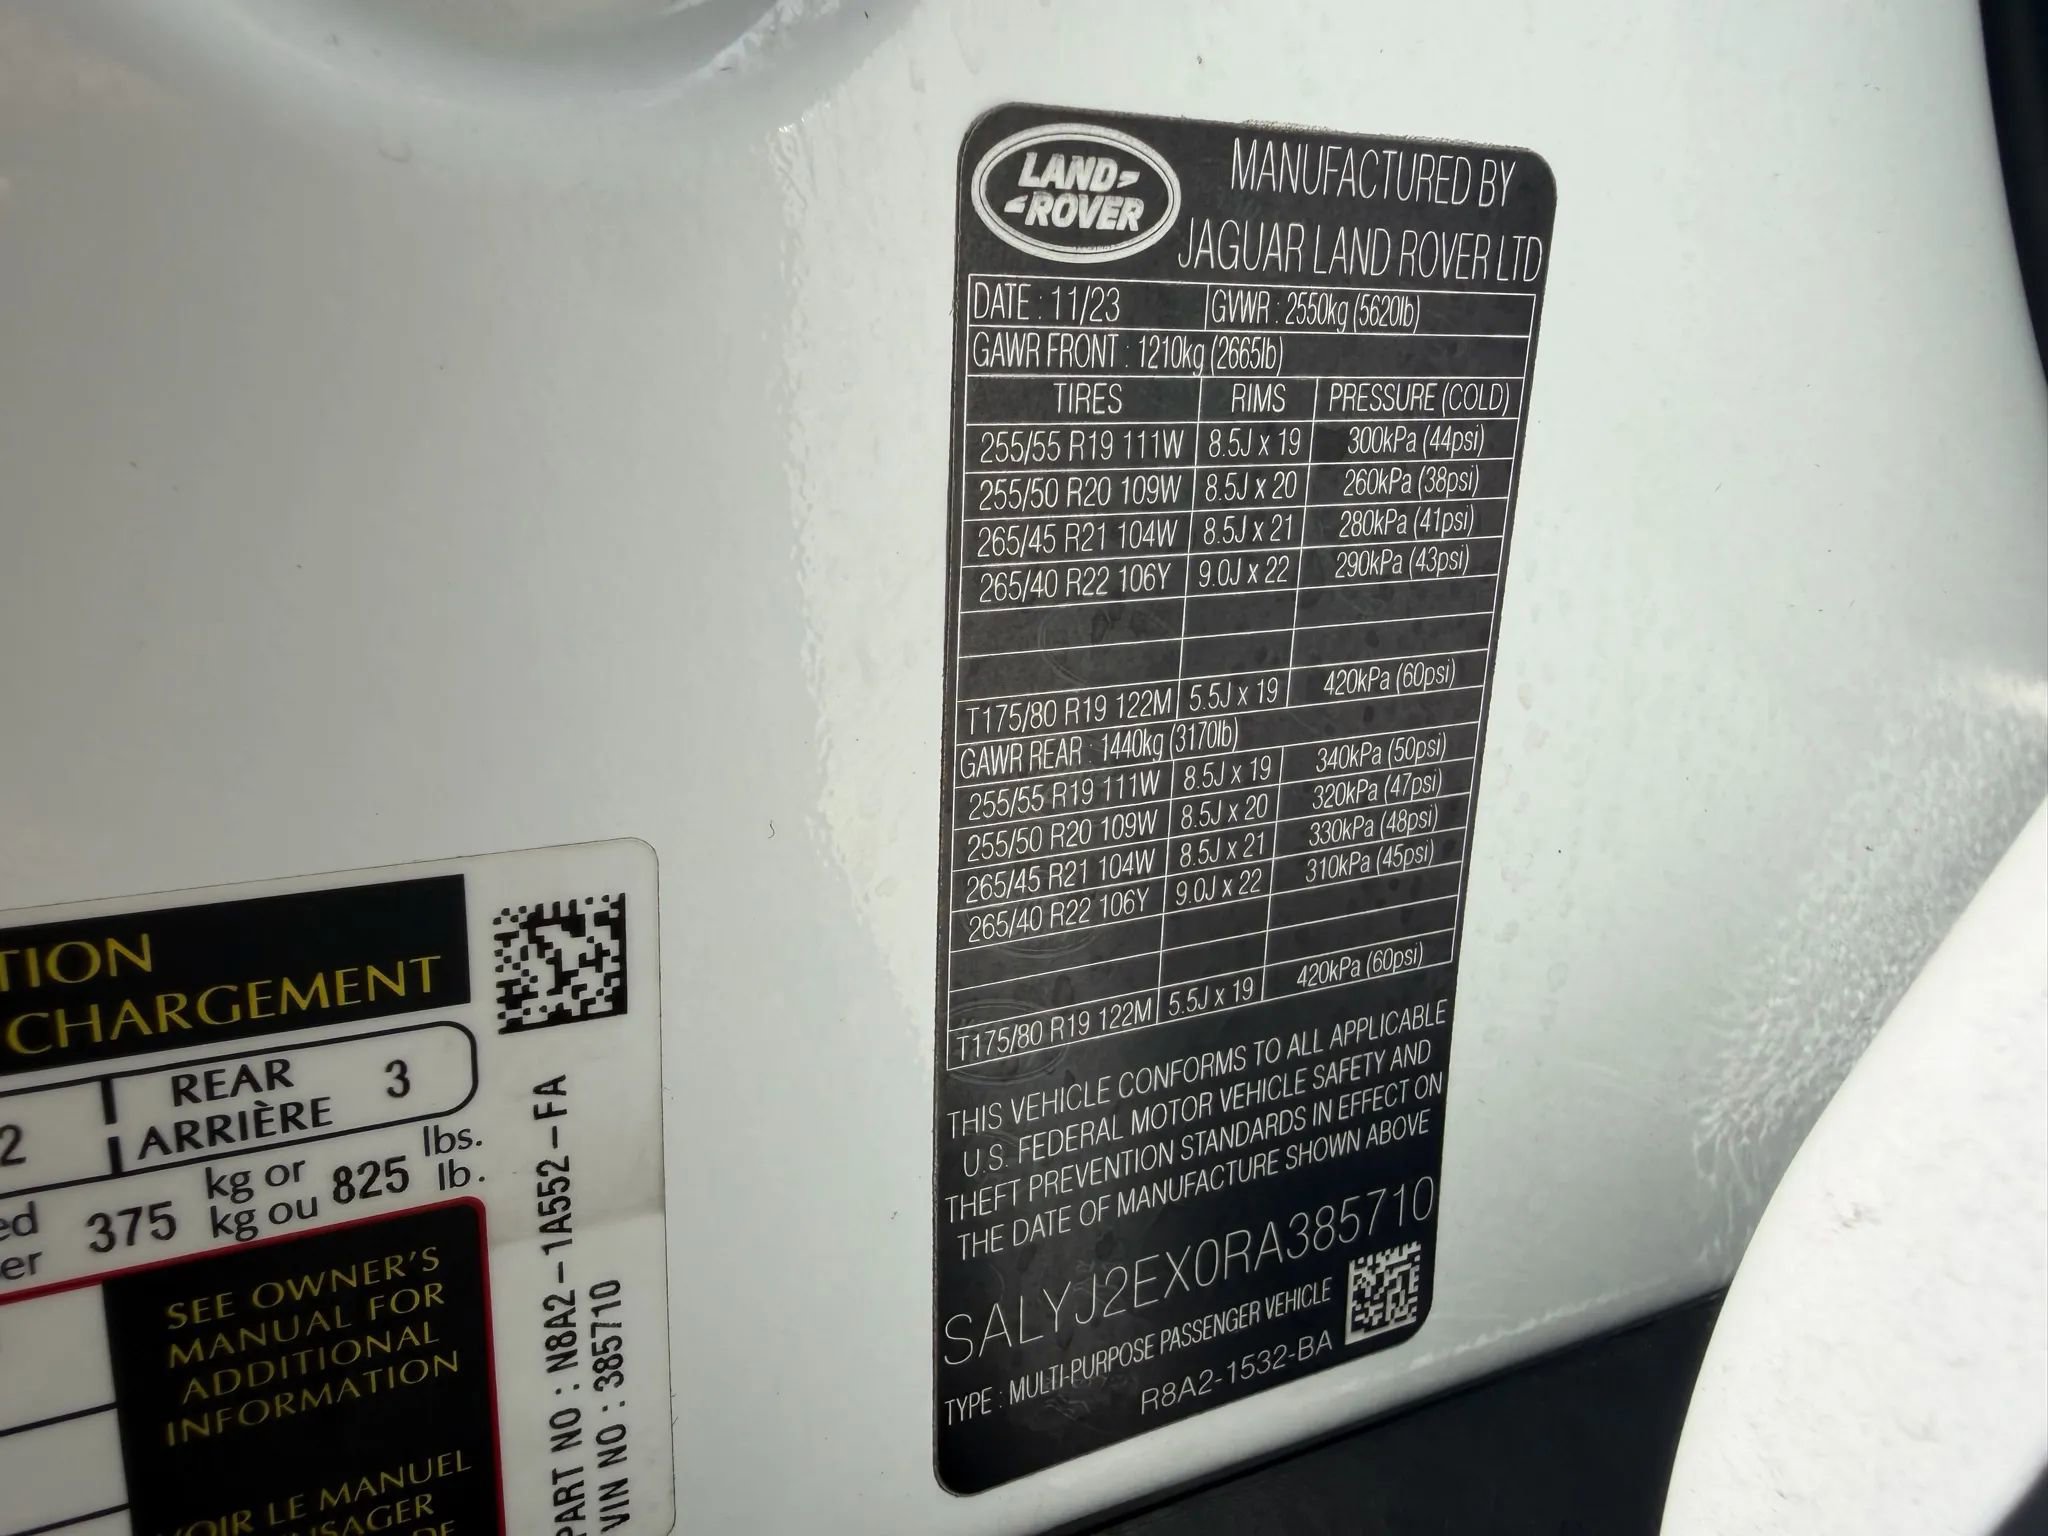 LAND-
-ROVER
MANUFACTURED BY
JAGUAR LAND ROVER LTD
DATE : 11/23 GVWR : 2550kg (5620lb)
GAWR FRONT : 1210kg (2665lb)
TIRES RIMS PRESSURE (COLD)
255/55 R19 111W 8.5J x 19 300kPa (44psi)
255/50 R20 109W 8.5J x 20 260kPa (38psi)
265/45 R21 104W 8.5J x 21 280kPa (41psi)
265/40 R22 106Y 9.0J x 22 290kPa (43psi)
T175/80 R19 122M 5.5J x 19 420kPa (60psi)
GAWR REAR : 1440kg (3170lb)
255/55 R19 111W 8.5J x 19 340kPa (50psi)
255/50 R20 109W 8.5J x 20 320kPa (47psi)
265/45 R21 104W 8.5J x 21 330kPa (48psi)
265/40 R22 106Y 9.0J x 22 310kPa (45psi)
T175/80 R19 122M 5.5J x 19 420kPa (60psi)
THIS VEHICLE CONFORMS TO ALL APPLICABLE
U.S. FEDERAL MOTOR VEHICLE SAFETY AND
THEFT PREVENTION STANDARDS IN EFFECT ON
THE DATE OF MANUFACTURE SHOWN ABOVE
SALYJ2EX0RA385710
TYPE : MULTI-PURPOSE PASSENGER VEHICLE
R8A2-1532-BA
TION
CHARGEMENT
2 REAR
ARRIÈRE 3
ed
er
375 kg or
kg ou 825 lbs.
lb.
SEE OWNER'S
MANUAL FOR
ADDITIONAL
INFORMATION
VOIR LE MANUEL
USAGER
DE
PART NO : N8A2-1A552-FA
VIN NO : 385710